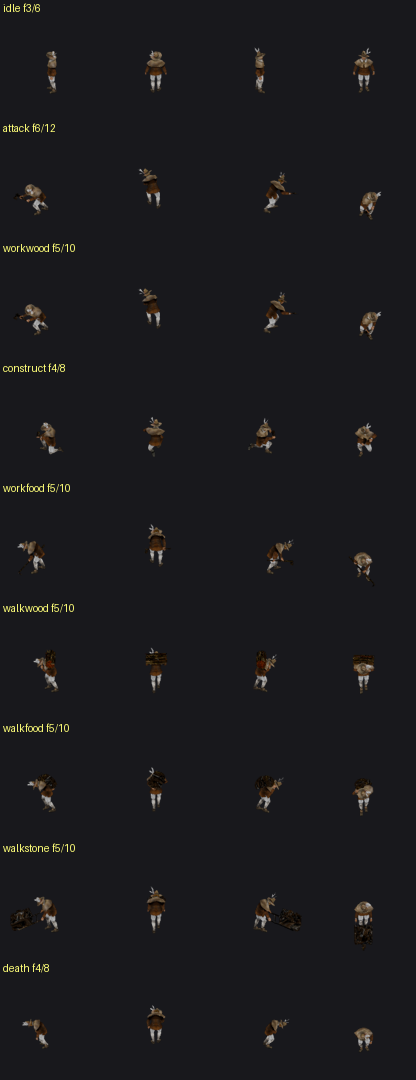 idle f3/6
attack f6/12
workwood f5/10
construct f4/8
workfood f5/10
walkwood f5/10
walkfood f5/10
walkstone f5/10
death f4/8